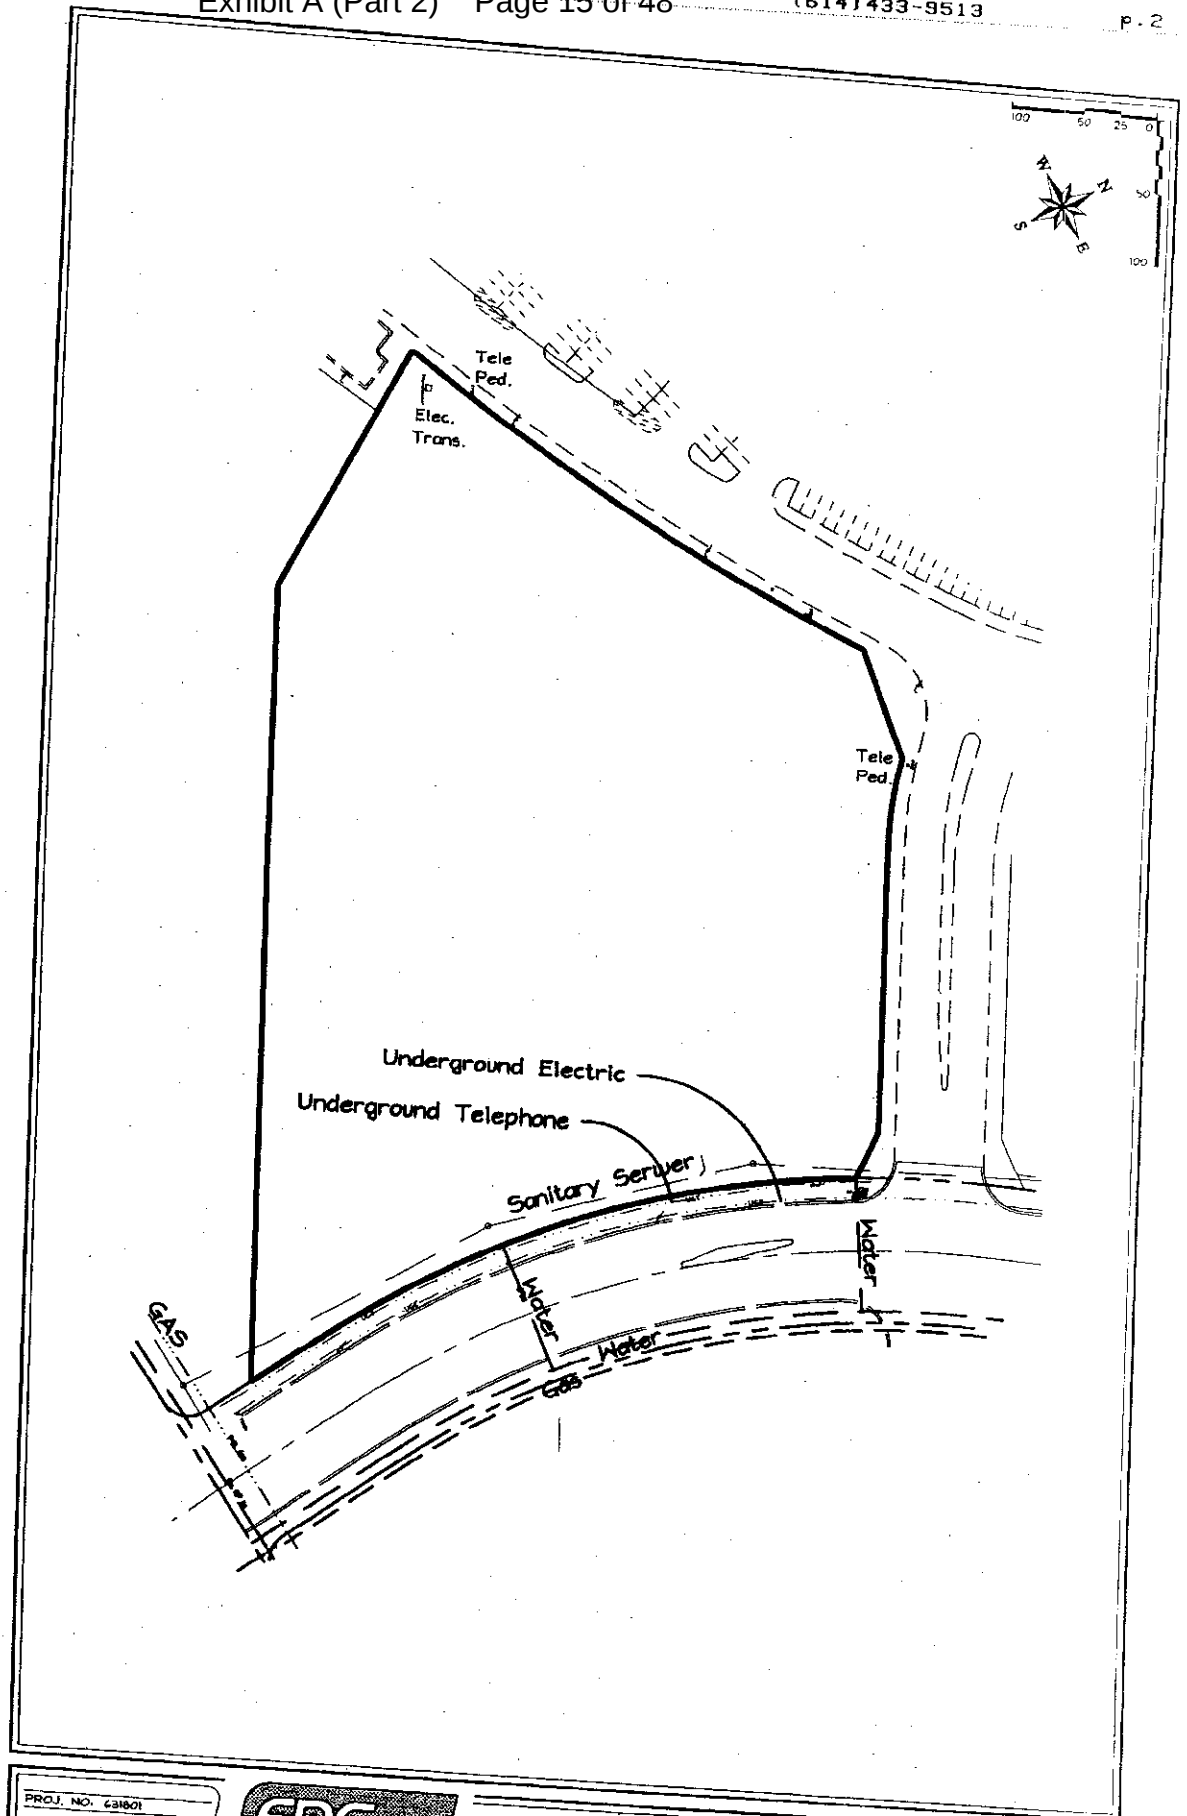 Exhibit A (Part 2) Page 15 of 48
(614)433-9513
p.2
100 50 25 0
W
N
50
S
E
100
Tele
Ped.
Elec.
Trans.
Tele
Ped.
Underground Electric
Underground Telephone
Sanitary Serwer
Water
GAS
Water
Water
Gas
PROJ. NO. 631801